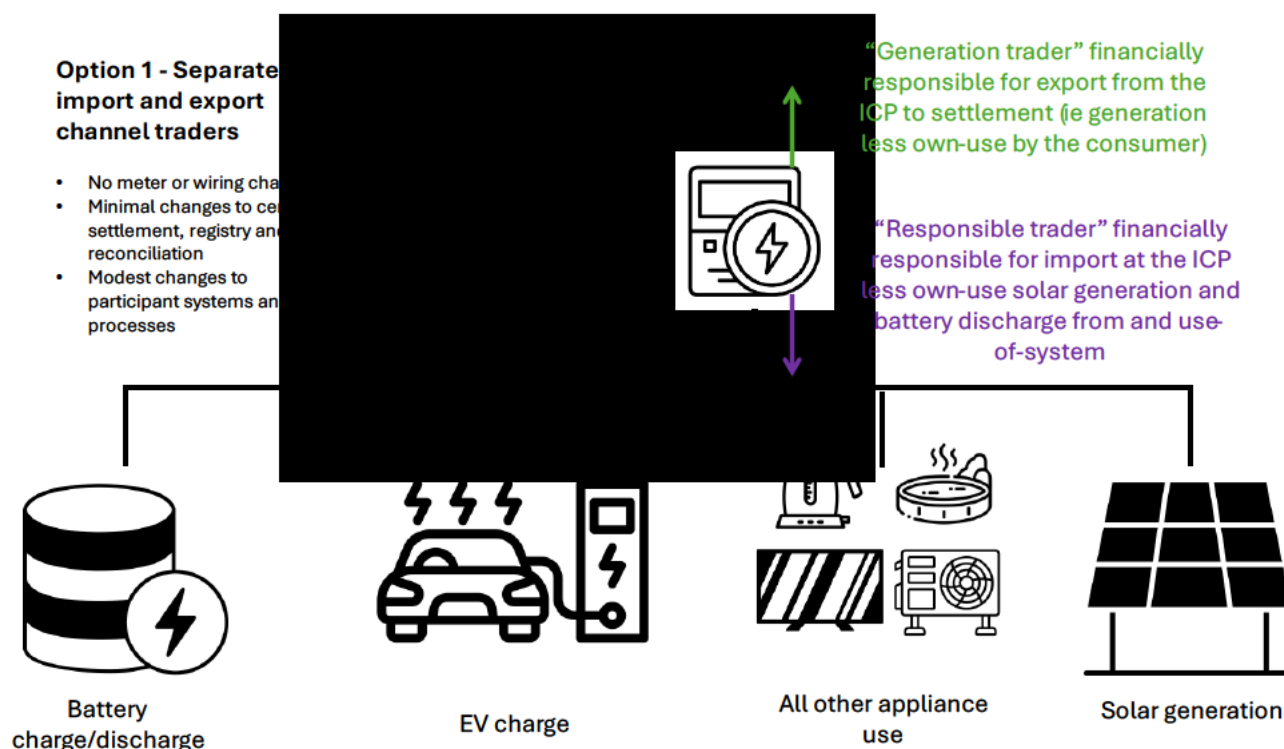 Option 1 - Separate
import and export
channel traders
• No meter or wiring
• Minimal changes to
settlement, registry
reconciliation
• Modest changes to
participant systems
processes
“Generation trader” financially
responsible for export from the
ICP to settlement (ie generation
less own-use by the consumer)
“Responsible trader” financially
responsible for import at the ICP
less own-use solar generation and
battery discharge from and use-
of-system
Battery
charge/discharge
EV charge
All other appliance
use
Solar generation